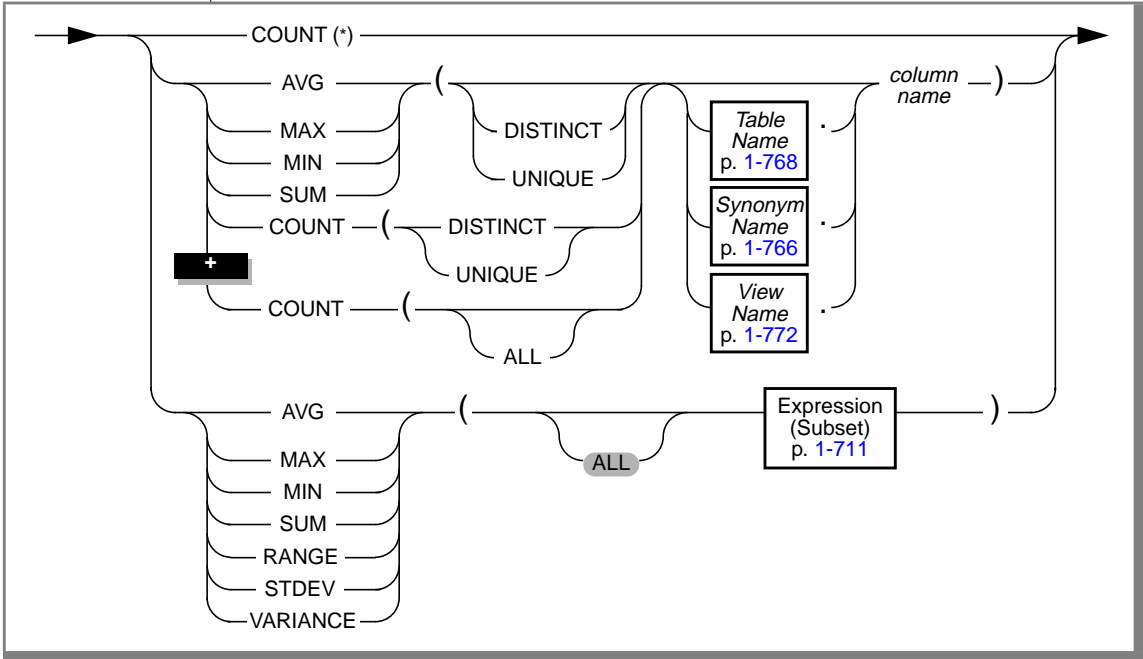 COUNT (*)
AVG ( column
name )
MAX DISTINCT Table
Name
p. 1-768 .
MIN UNIQUE
SUM
COUNT ( DISTINCT Synonym
Name
p. 1-766 .
UNIQUE
+
COUNT ( View
Name
p. 1-772 .
ALL
AVG ( Expression
(Subset)
p. 1-711 )
MAX ALL
MIN
SUM
RANGE
STDEV
VARIANCE